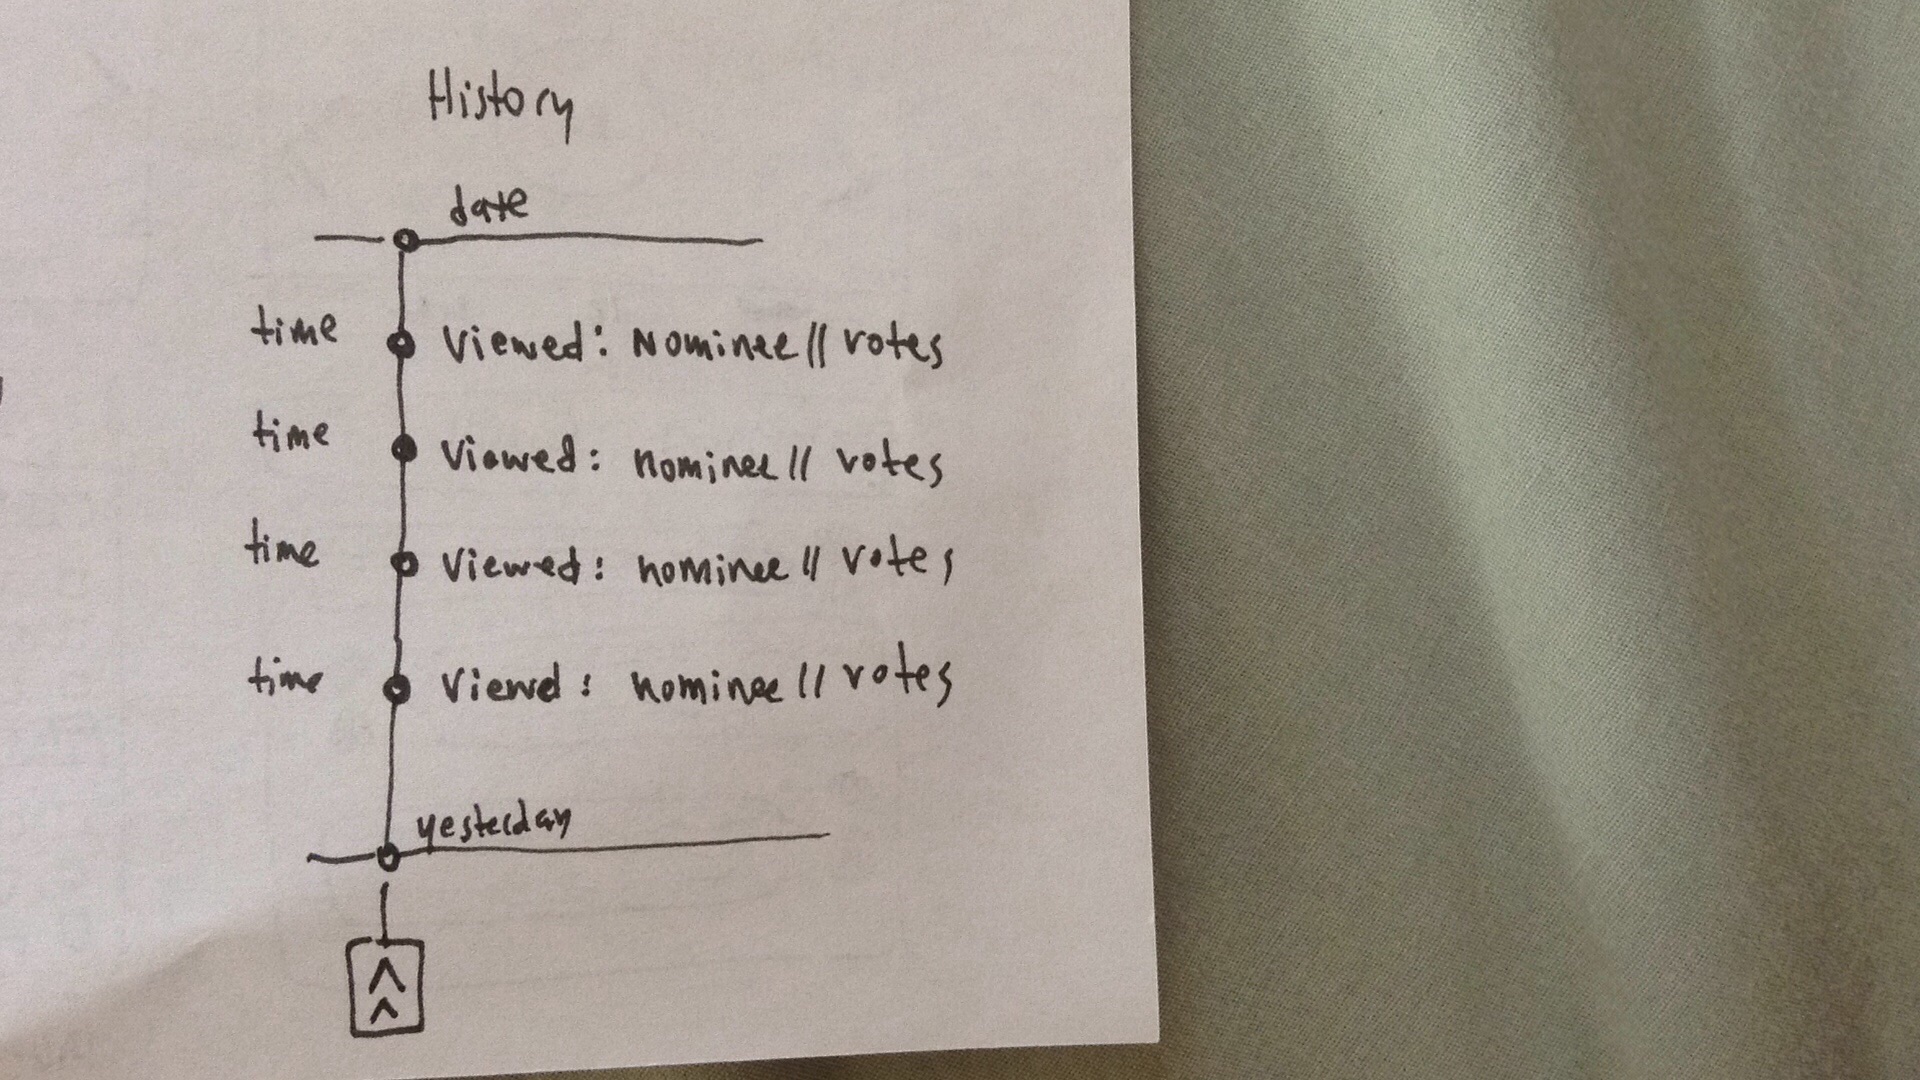 History
date
time Viewed: Nominee // votes
time Viewed: nominee // votes
time Viewed: nominee // votes
time Viewd: nominee // votes
yesterday